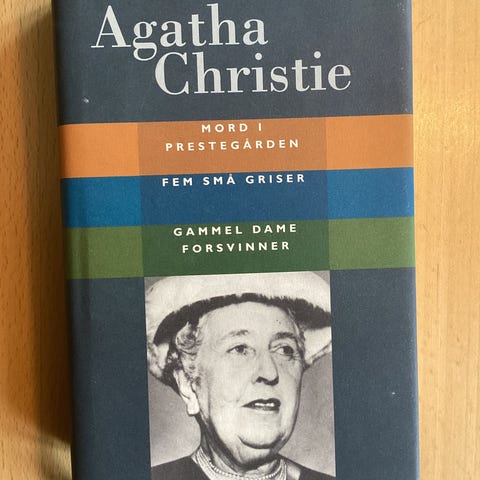 Agatha
Christie
MORD I
PRESTEGÅRDEN
FEM SMÅ GRISER
GAMMEL DAME
FORSVINNER